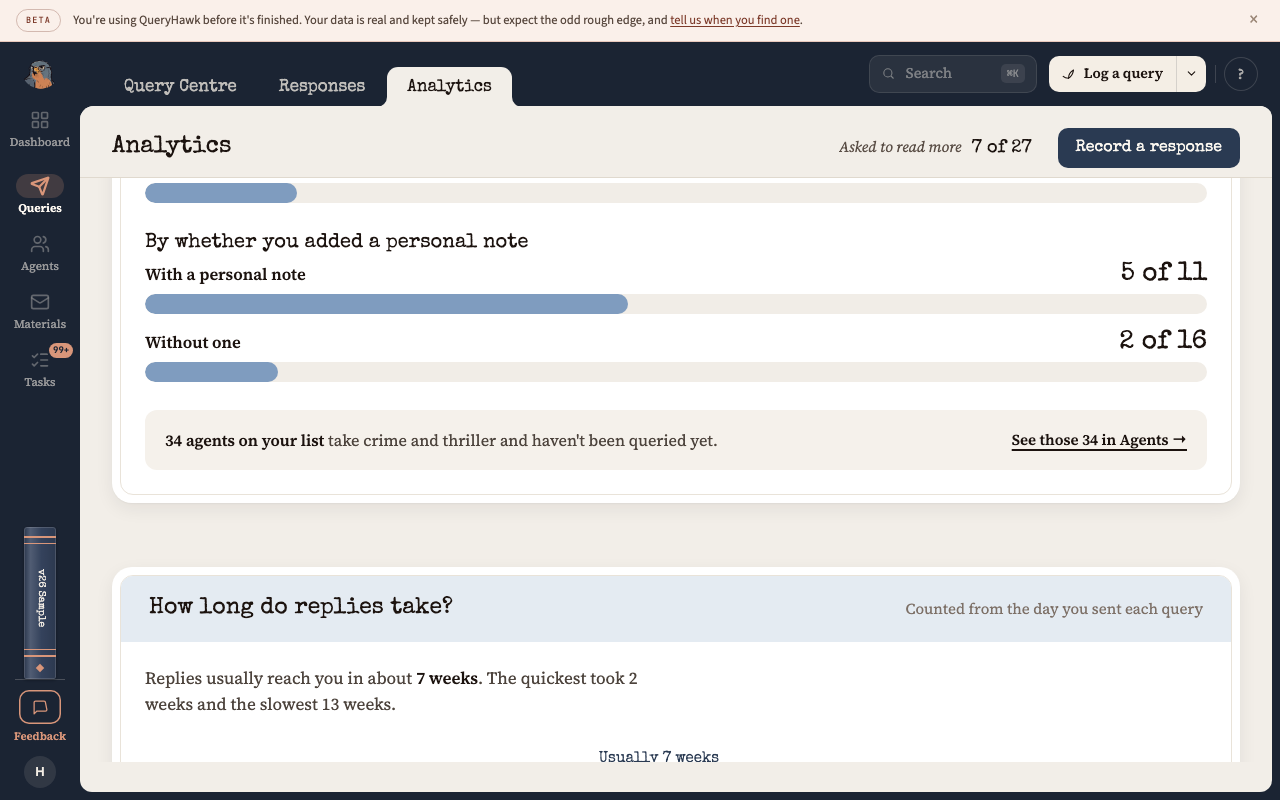 BETA
You're using QueryHawk before it's finished. Your data is real and kept safely — but expect the odd rough edge, and tell us when you find one.
×
Query Centre
Responses
Analytics
Search
⌘K
Log a query
?
Dashboard
Queries
Agents
Materials
99+
Tasks
v26 Sample
Feedback
H
Analytics
Asked to read more 7 of 27
Record a response
By whether you added a personal note
With a personal note
5 of 11
Without one
2 of 16
34 agents on your list take crime and thriller and haven't been queried yet.
See those 34 in Agents →
How long do replies take?
Counted from the day you sent each query
Replies usually reach you in about 7 weeks. The quickest took 2
weeks and the slowest 13 weeks.
Usually 7 weeks